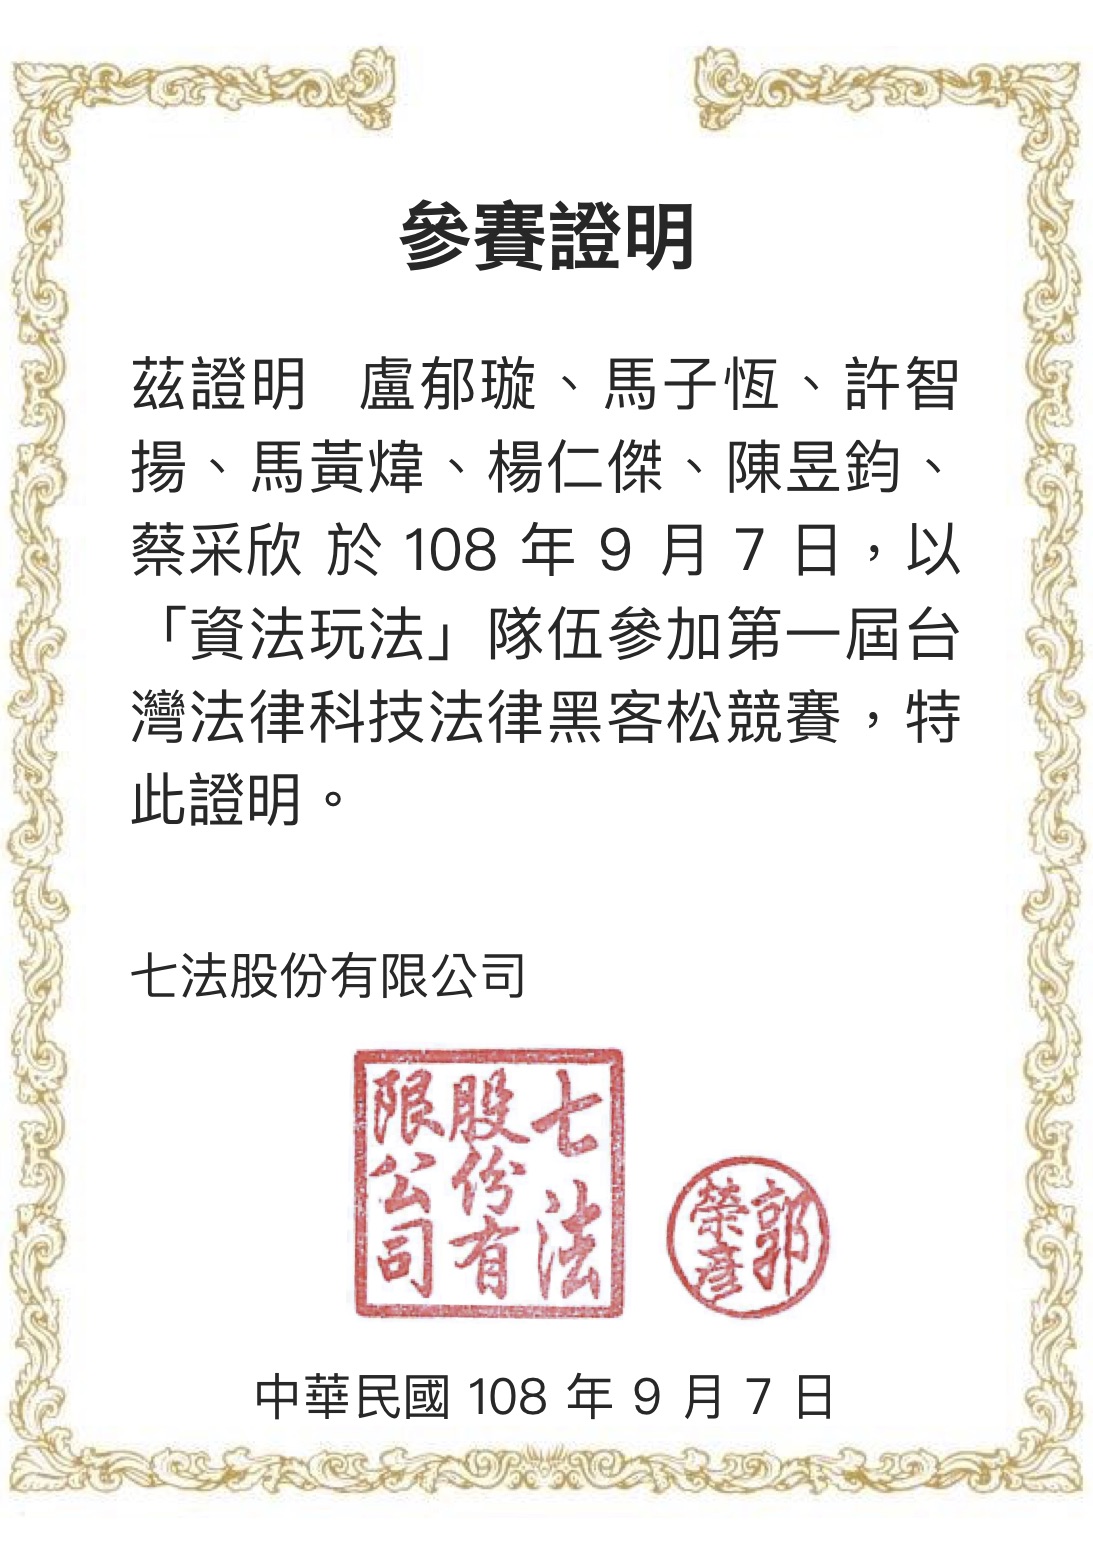 參賽證明
茲證明 盧郁璇、馬子恆、許智
揚、馬黃煒、楊仁傑、陳昱鈞、
蔡采欣 於 108 年 9 月 7 日，以
「資法玩法」隊伍參加第一屆台
灣法律科技法律黑客松競賽，特
此證明。
七法股份有限公司
七法
股份有
限公司
郭
榮彥
中華民國 108 年 9 月 7 日